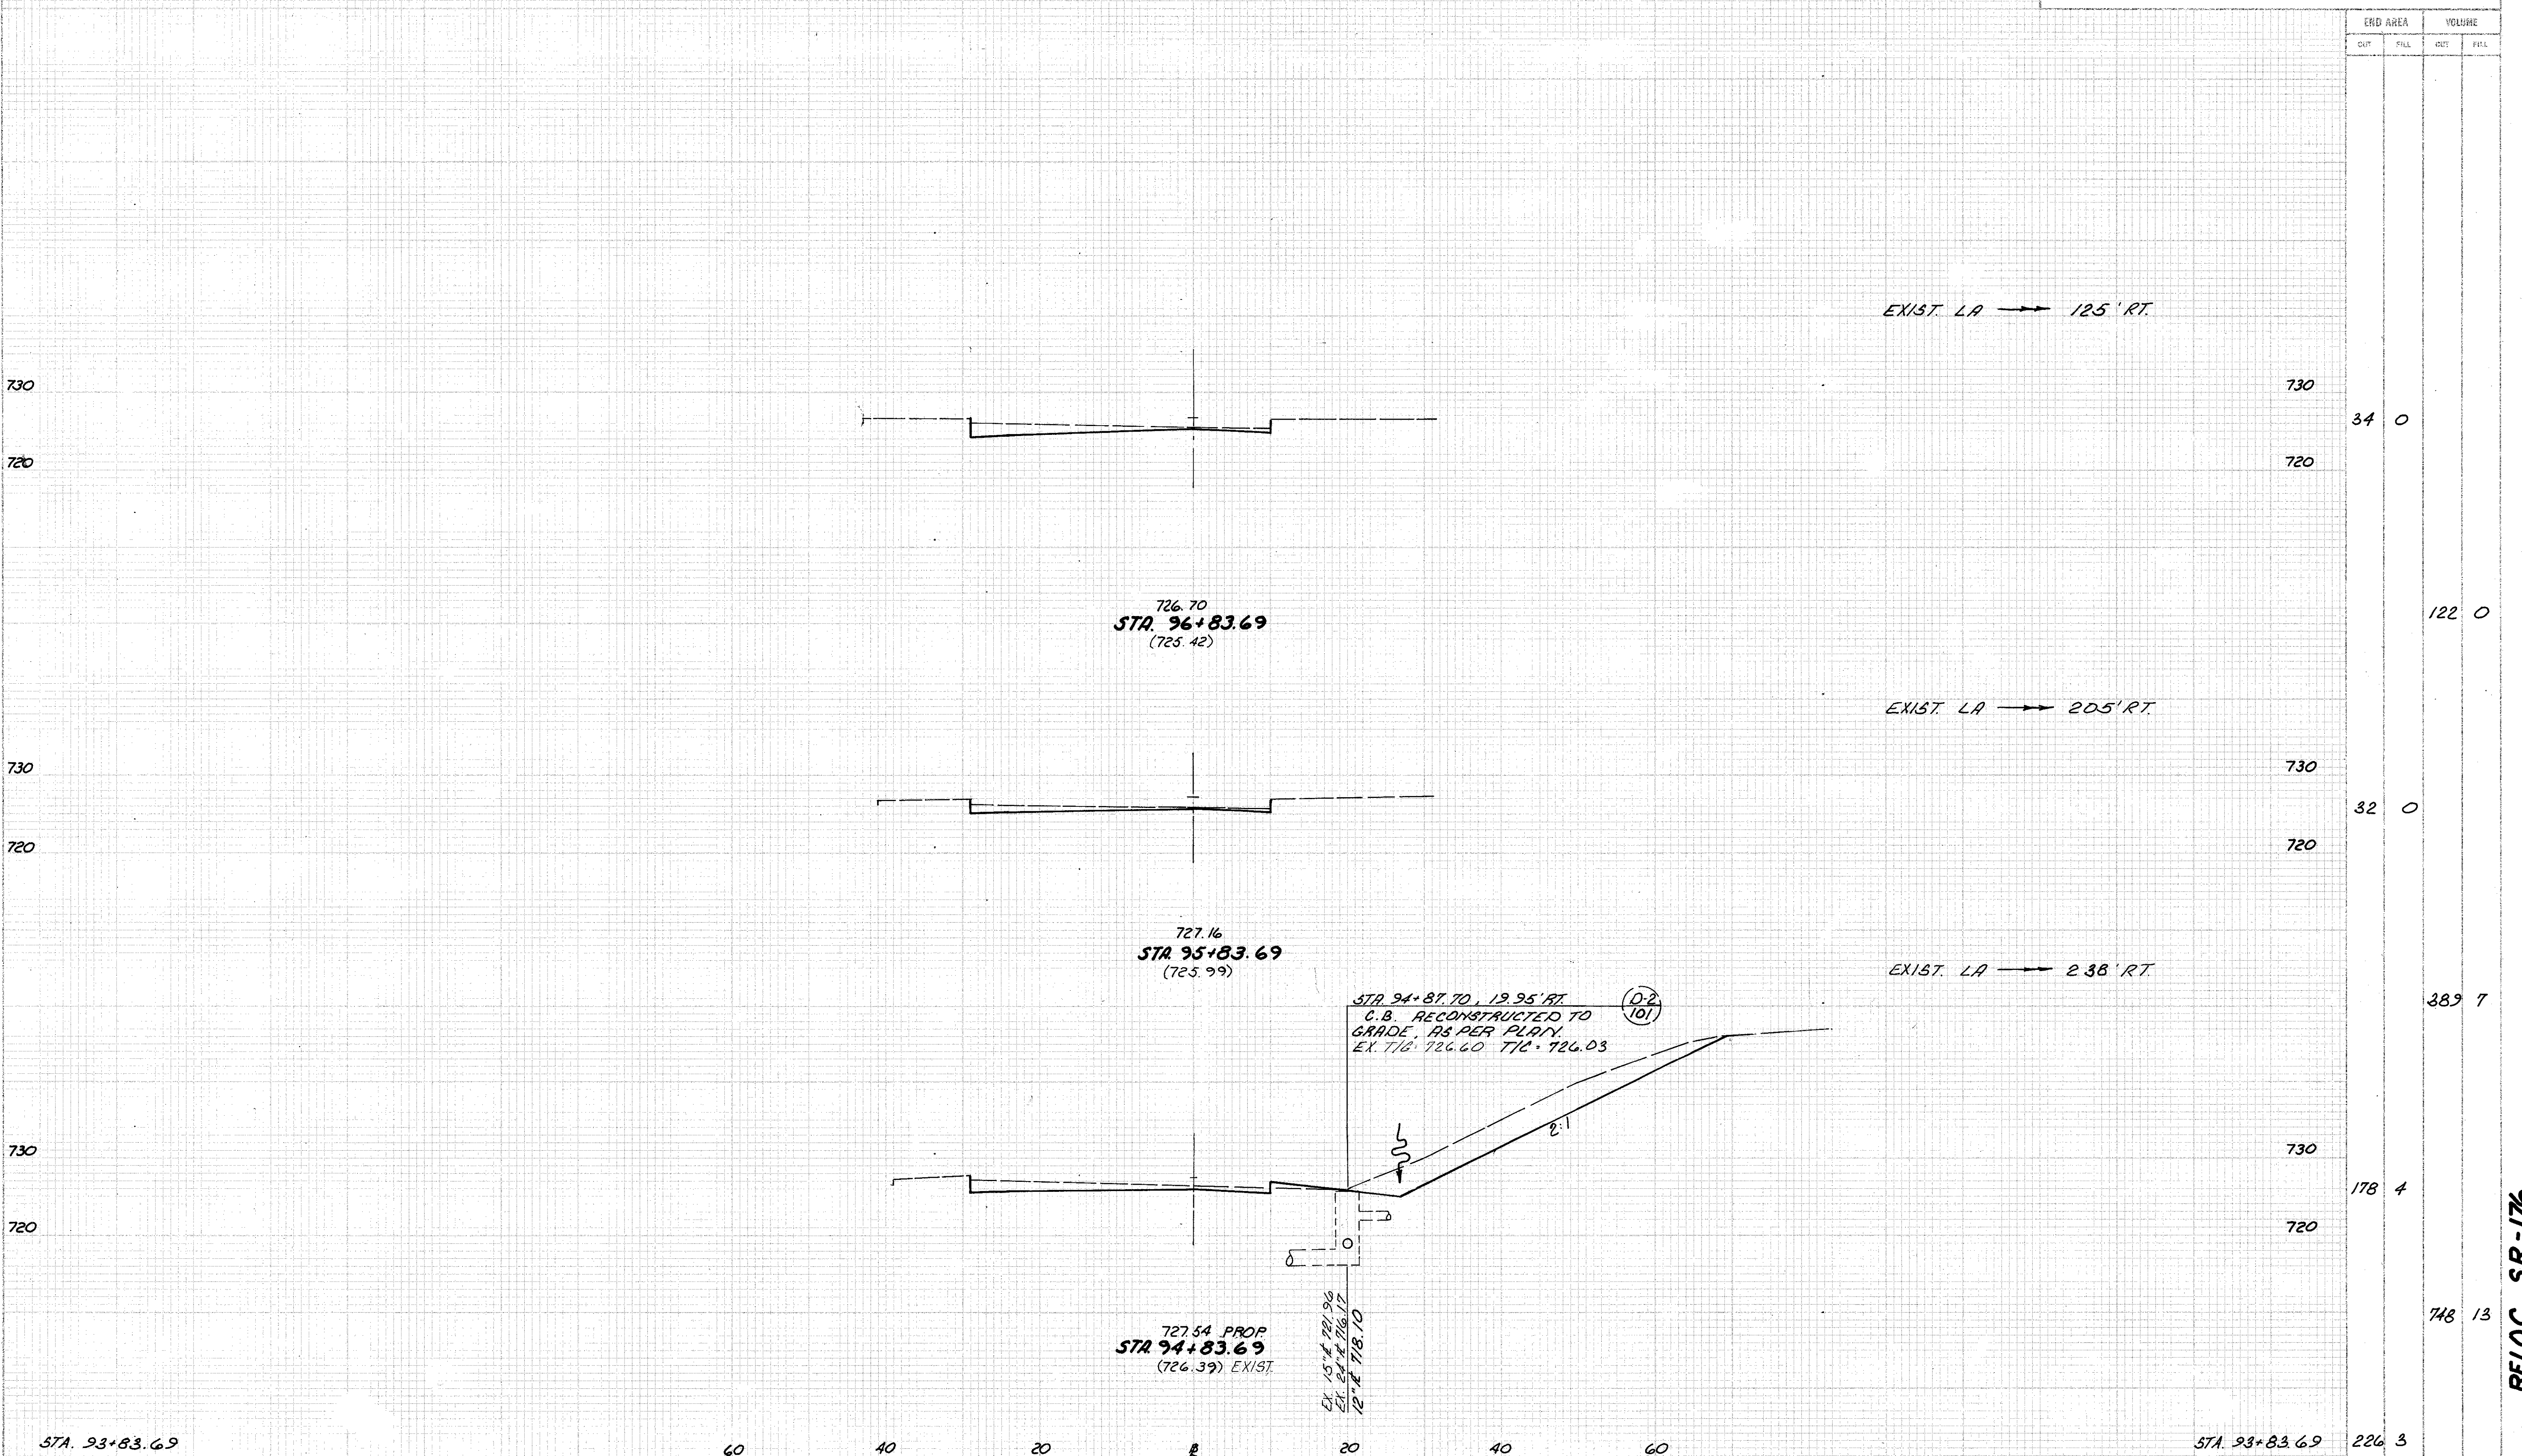 END AREA VOLUME
CUT FILL CUT FILL
EXIST. LA 125' RT.
730 730
34 0
720 720
726.70
STA. 96+83.69
(725.42)
122 0
EXIST. LA 205' RT.
730 730
32 0
720 720
727.16
STA. 95+83.69
(725.99)
EXIST. LA 238' RT.
STA. 94+87.70, 19.95' RT. D-2
C.B. RECONSTRUCTED TO 101
GRADE, AS PER PLAN.
EX. T/G: 726.60 T/C = 726.03
389 7
2:1
730 730
178 4
720 720
EX. 15" ℄ 721.96
EX. 24" ℄ 716.17
12" ℄ 718.10
727.54 PROP.
STA. 94+83.69
(726.39) EXIST.
748 13
RELOC. SR-176
STA. 93+83.69 STA. 93+83.69
226 3
60 40 20 ℄ 20 40 60